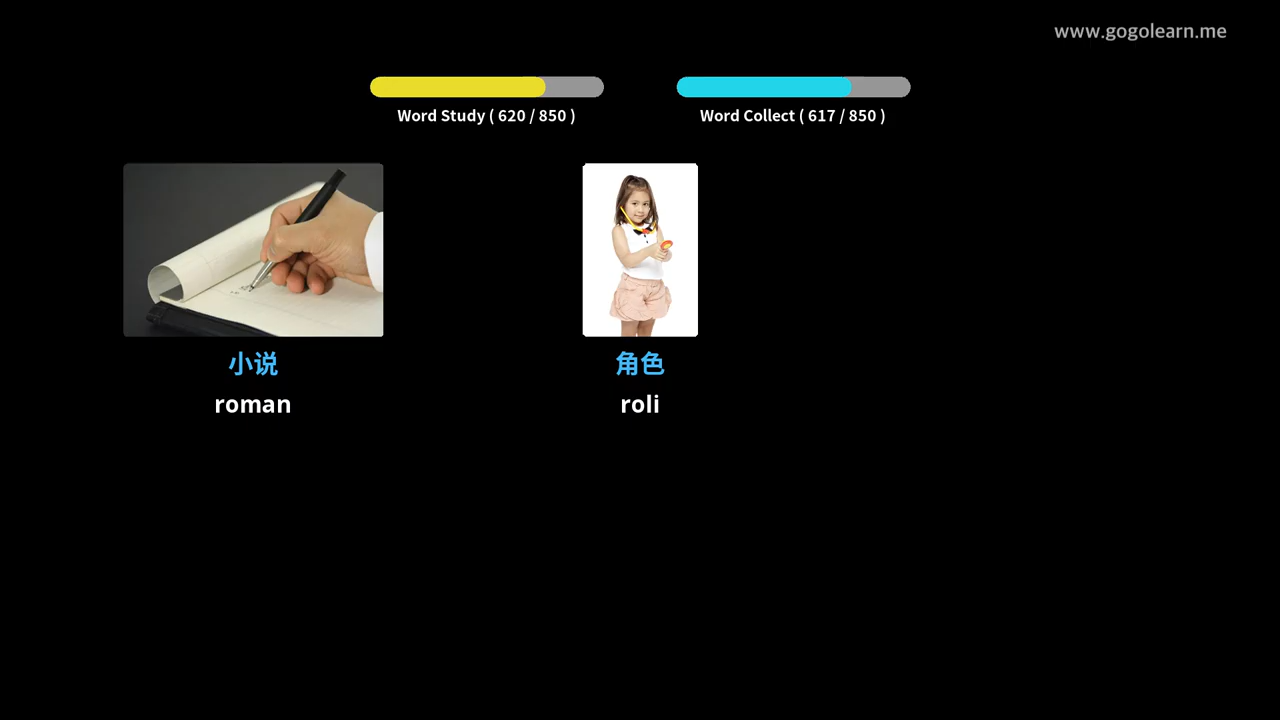 www.gogolearn.me
Word Study ( 620 / 850 )
Word Collect ( 617 / 850 )
小说
roman
角色
roli